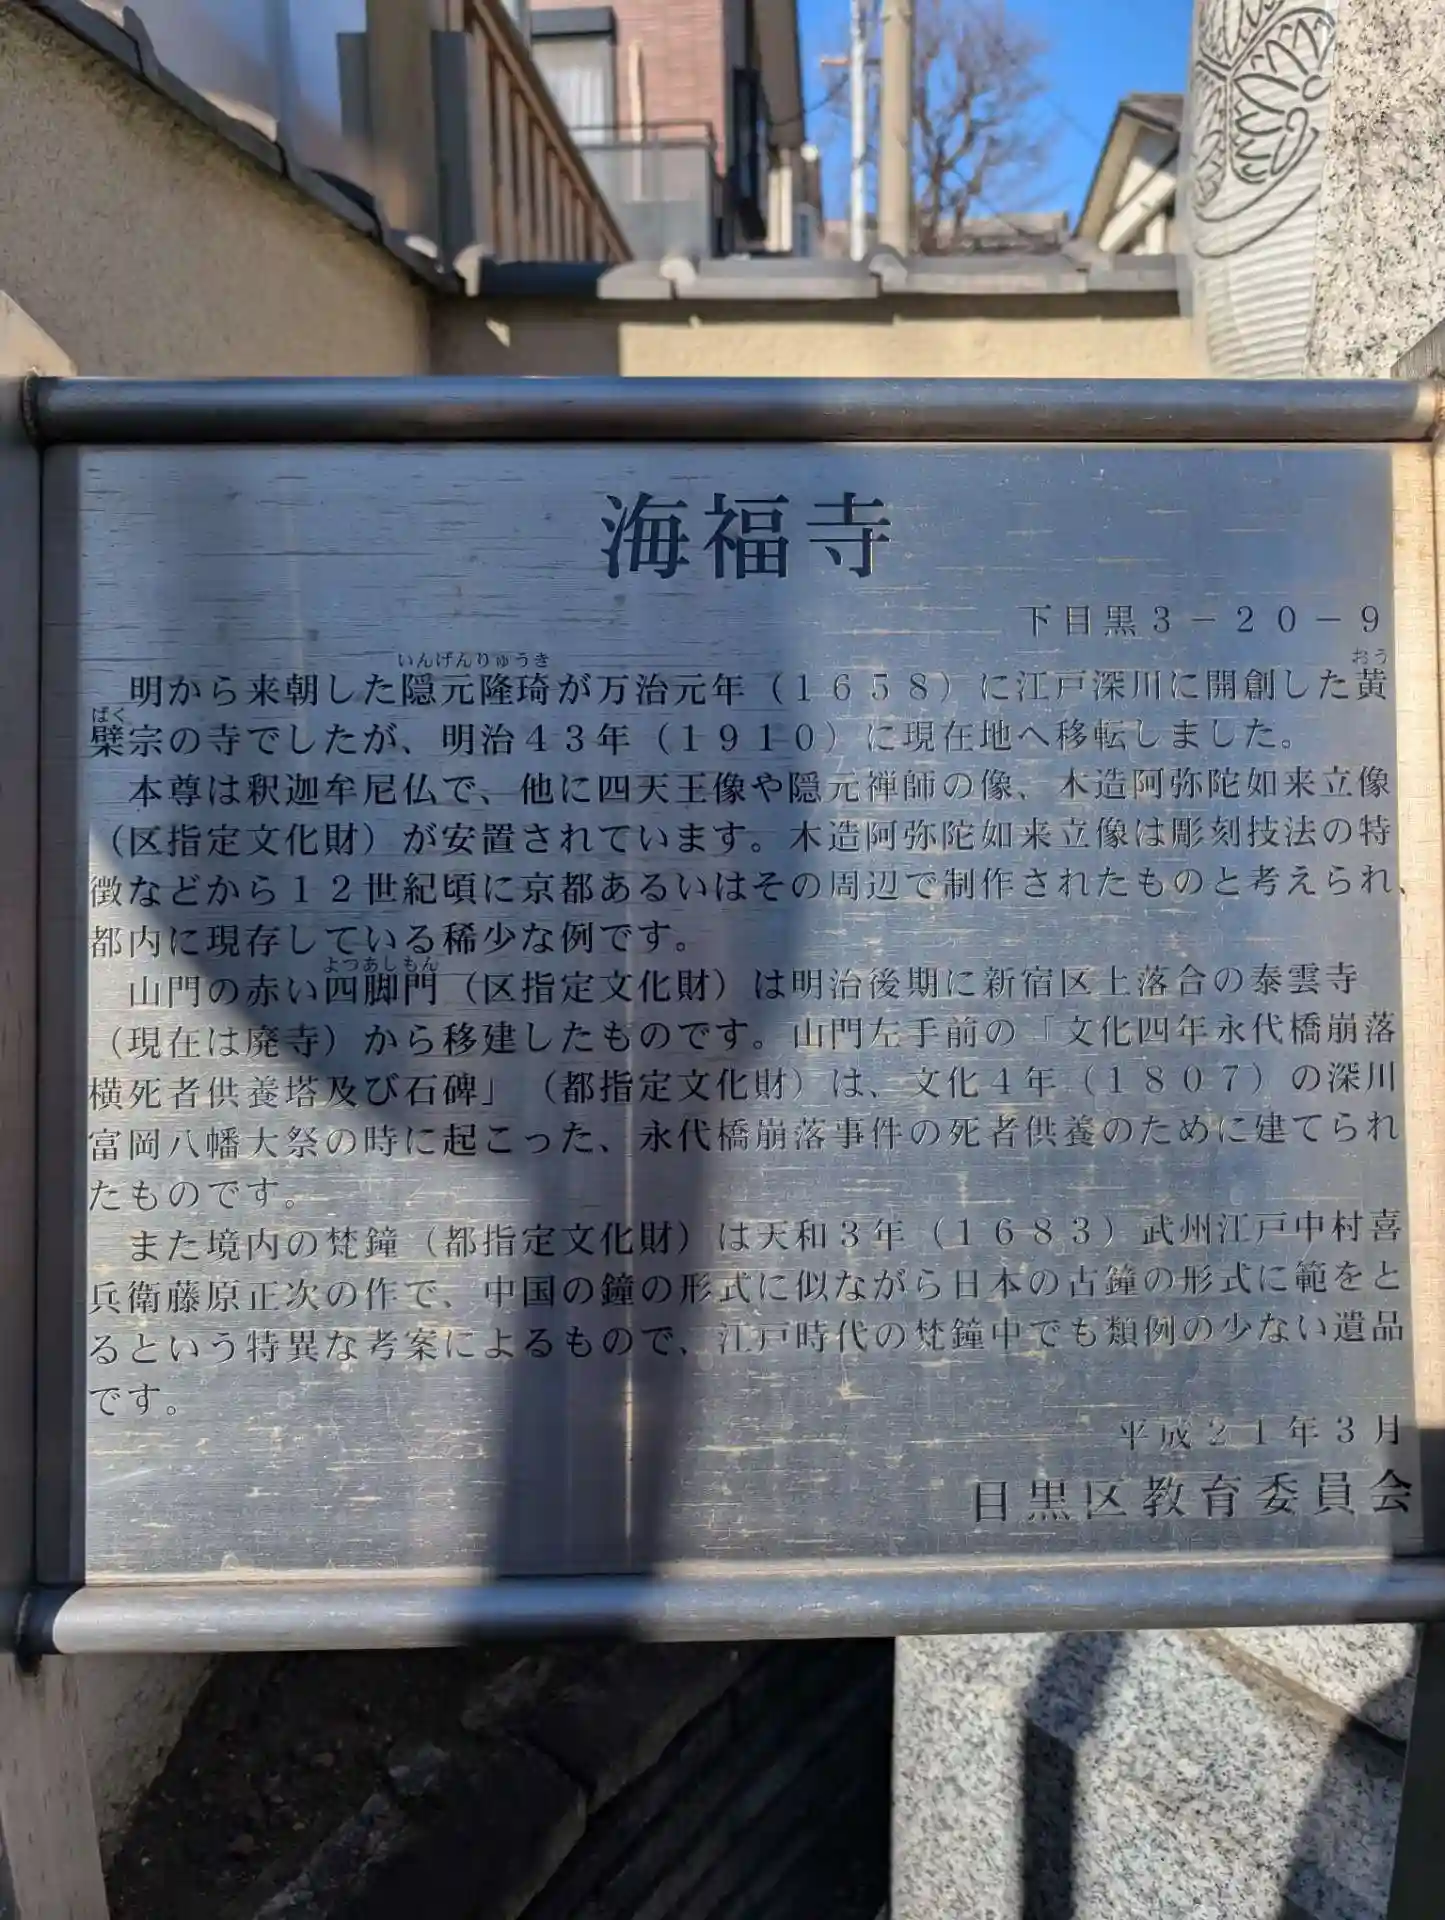 海福寺
下目黒3-20-9
いんげんりゅうき
おう
明から来朝した隠元隆琦が万治元年（1658）に江戸深川に開創した黄
ばく
檗宗の寺でしたが、明治43年（1910）に現在地へ移転しました。
本尊は釈迦牟尼仏で、他に四天王像や隠元禅師の像、木造阿弥陀如来立像
（区指定文化財）が安置されています。木造阿弥陀如来立像は彫刻技法の特
徴などから12世紀頃に京都あるいはその周辺で制作されたものと考えられ、
都内に現存している稀少な例です。
よつあしもん
山門の赤い四脚門（区指定文化財）は明治後期に新宿区上落合の泰雲寺
（現在は廃寺）から移建したものです。山門左手前の「文化四年永代橋崩落
横死者供養塔及び石碑」（都指定文化財）は、文化4年（1807）の深川
富岡八幡大祭の時に起こった、永代橋崩落事件の死者供養のために建てられ
たものです。
また境内の梵鐘（都指定文化財）は天和3年（1683）武州江戸中村喜
兵衛藤原正次の作で、中国の鐘の形式に似ながら日本の古鐘の形式に範をと
るという特異な考案によるもので、江戸時代の梵鐘中でも類例の少ない遺品
です。
平成21年3月
目黒区教育委員会